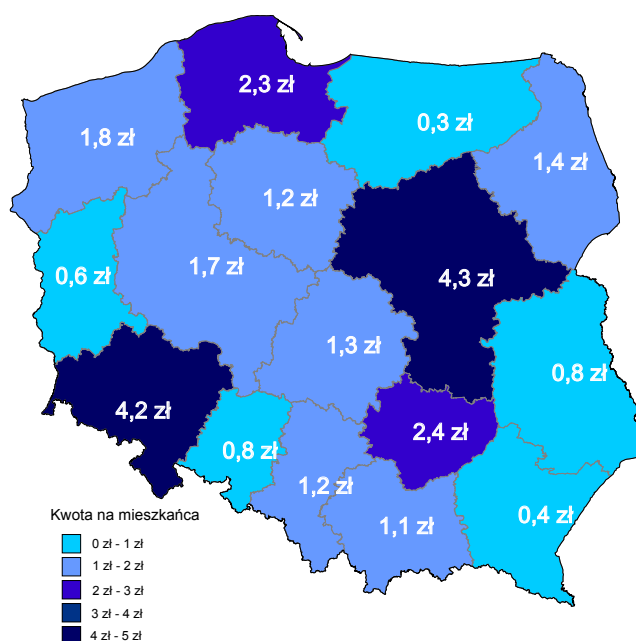 2,3 zł
0,3 zł
1,8 zł
1,4 zł
1,2 zł
1,7 zł
0,6 zł
4,3 zł
1,3 zł
0,8 zł
4,2 zł
2,4 zł
0,8 zł
1,2 zł
1,1 zł
0,4 zł
Kwota na mieszkańca
0 zł - 1 zł
1 zł - 2 zł
2 zł - 3 zł
3 zł - 4 zł
4 zł - 5 zł